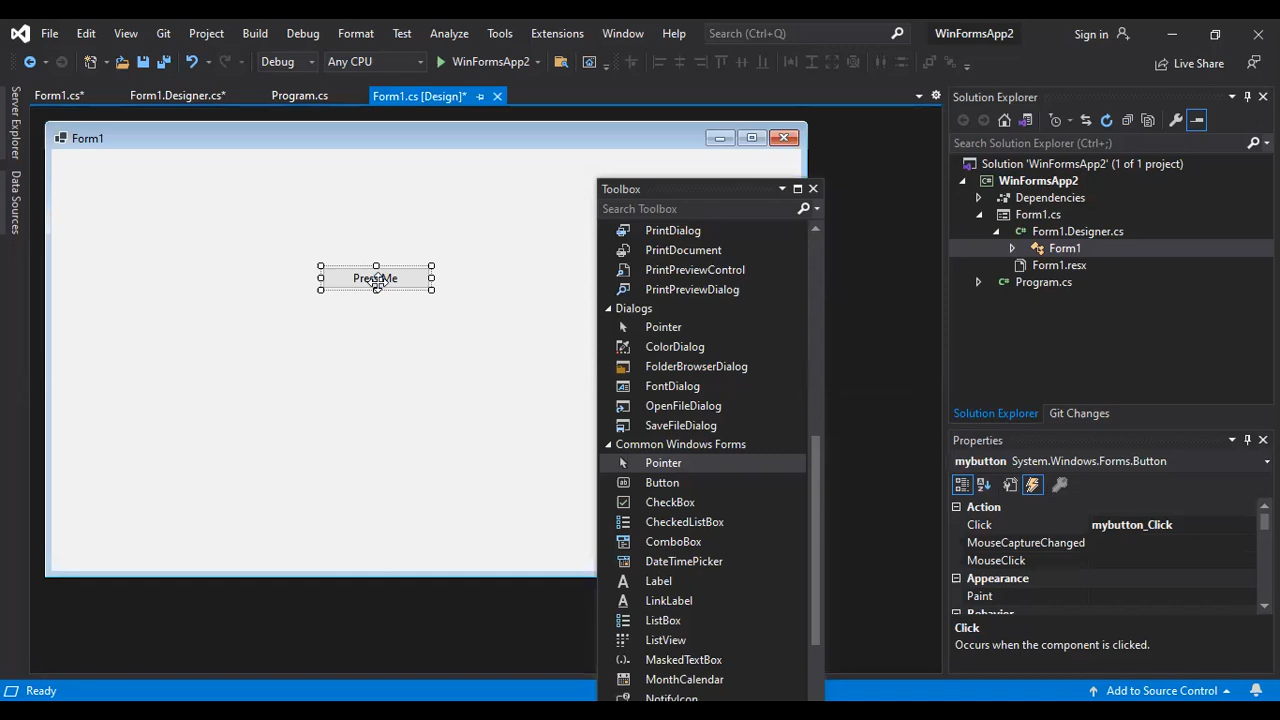 File Edit View Git Project Build Debug Format Test Analyze Tools Extensions Window Help Search (Ctrl+Q) WinFormsApp2 Sign in
Debug Any CPU WinFormsApp2 Live Share
Form1.cs* Form1.Designer.cs* Program.cs Form1.cs [Design]*
Server Explorer
Data Sources
Form1
Press Me
Toolbox
Search Toolbox
PrintDialog
PrintDocument
PrintPreviewControl
PrintPreviewDialog
Dialogs
Pointer
ColorDialog
FolderBrowserDialog
FontDialog
OpenFileDialog
SaveFileDialog
Common Windows Forms
Pointer
Button
CheckBox
CheckedListBox
ComboBox
DateTimePicker
Label
LinkLabel
ListBox
ListView
MaskedTextBox
MonthCalendar
NotifyIcon
Solution Explorer
Search Solution Explorer (Ctrl+;)
Solution 'WinFormsApp2' (1 of 1 project)
WinFormsApp2
Dependencies
Form1.cs
Form1.Designer.cs
Form1
Form1.resx
Program.cs
Solution Explorer Git Changes
Properties
mybutton System.Windows.Forms.Button
Action
Click mybutton_Click
MouseCaptureChanged
MouseClick
Appearance
Paint
Behavior
Click
Occurs when the component is clicked.
Ready Add to Source Control